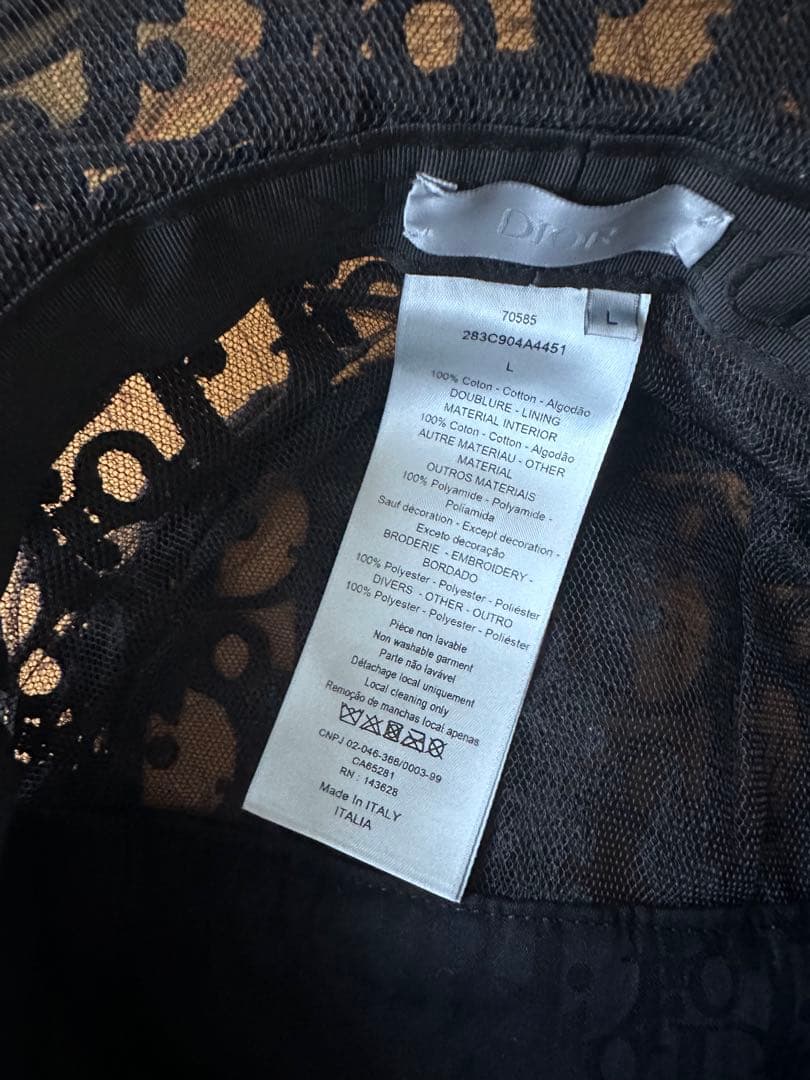 DIOR
L
70585
283C904A4451
L
100% Coton - Cotton - Algodão
DOUBLURE - LINING
MATERIAL INTERIOR
100% Coton - Cotton - Algodão
AUTRE MATERIAU - OTHER
MATERIAL
OUTROS MATERIAIS
100% Polyamide - Polyamide -
Poliamida
Sauf décoration - Except decoration -
Exceto decoração
BRODERIE - EMBROIDERY -
BORDADO
100% Polyester - Polyester - Poliéster
DIVERS - OTHER - OUTRO
100% Polyester - Polyester - Poliéster
Pièce non lavable
Non washable garment
Parte não lavável
Détachage local uniquement
Local cleaning only
Remoção de manchas local apenas
CNPJ 02-046-386/0003-99
CA65281
RN : 143628
Made In ITALY
ITALIA